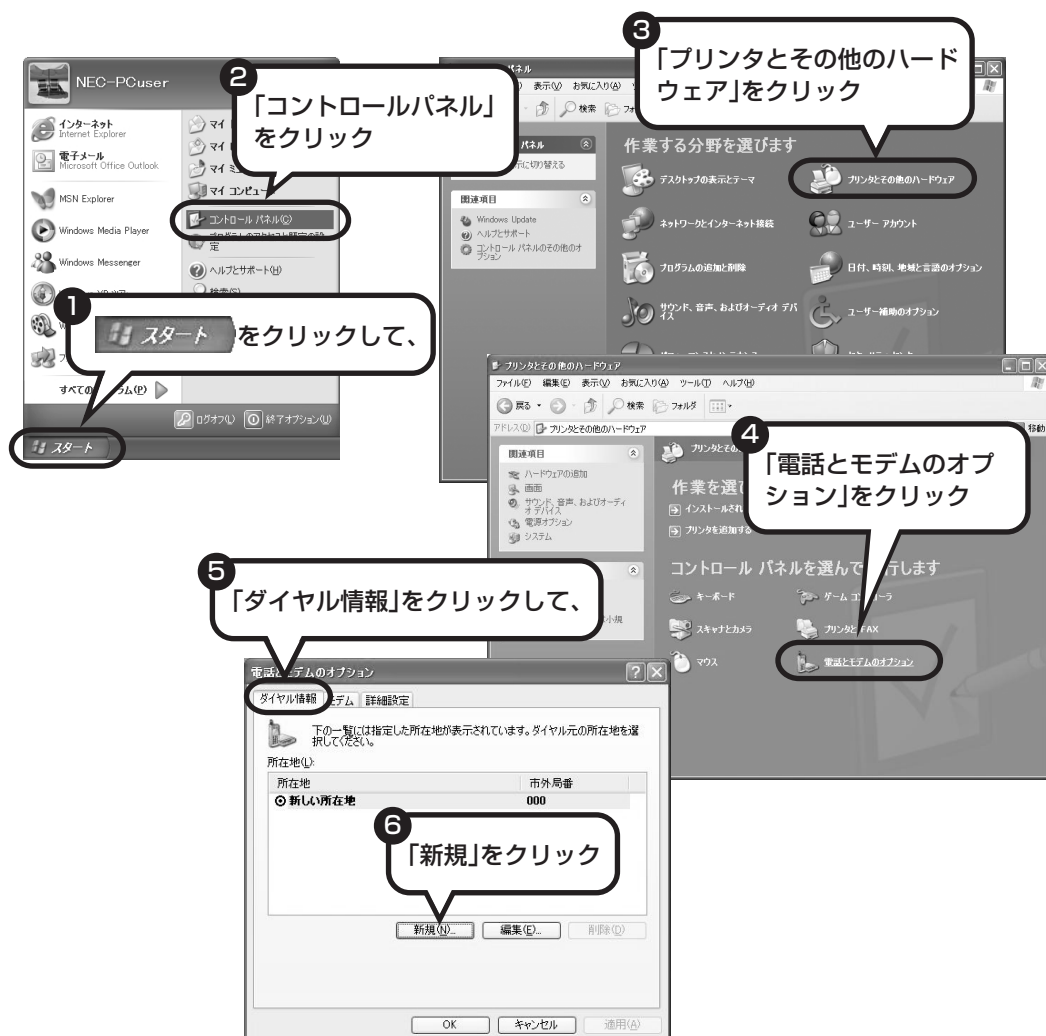 NEC-PCuser
インターネット
Internet Explorer
電子メール
Microsoft Office Outlook
MSN Explorer
Windows Media Player
Windows Messenger
すべての
ラム(P)
マイ
マイ
マイ
マイ コンピュータ
コントロール パネル(C)
定
ヘルプとサポート(H)
ログオフ(L)
終了オプション(U)
スタート
1
スタート をクリックして、
2
「コントロールパネル」
をクリック
3
「プリンタとその他のハード
ウェア」をクリック
表示(V) お気に入り(A)
検索
に切り替える
関連項目
Windows Update
ヘルプとサポート
コントロール パネルのその他のオ
プション
作業する分野を選びます
デスクトップの表示とテーマ
プリンタとその他のハードウェア
ネットワークとインターネット接続
ユーザー アカウント
プログラムの追加と削除
日付、時刻、地域と言語のオプション
サウンド、音声、およびオーディオ デバ
イス
ユーザー補助のオプション
プリンタとその他のハードウェア
ファイル(F) 編集(E) 表示(V) お気に入り(A) ツール(T) ヘルプ(H)
戻る 検索 フォルダ
アドレス(D) プリンタとその他のハードウェア
移動
関連項目
ハードウェアの追加
画面
サウンド、音声、およびオーディ
オ デバイス
電源オプション
システム
4
「電話とモデムのオプ
ション」をクリック
作業を選
プリンタを追加する
コントロール パネルを選んで
行します
キーボード
スキャナとカメラ
マウス
電話とモデムのオプション
5
「ダイヤル情報」をクリックして、
電話とモデムのオプション
ダイヤル情報 モデム 詳細設定
下の一覧には指定した所在地が表示されています。ダイヤル元の所在地を選
択してください。
所在地(L):
所在地 市外局番
新しい所在地 000
6
「新規」をクリック
新規(N)... 編集(E)... 削除(D)
OK キャンセル 適用(A)